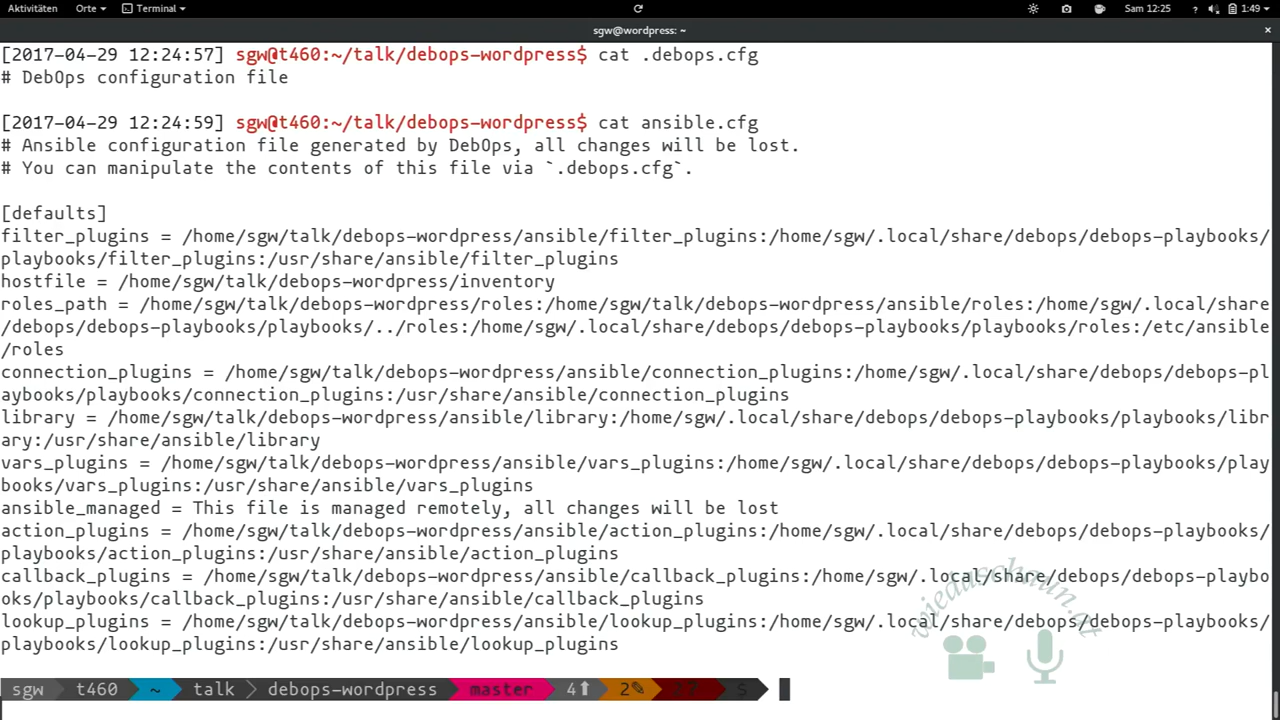 Aktivitäten Orte Terminal Sam 12:25 ? 1:49
sgw@wordpress: ~
[2017-04-29 12:24:57] sgw@t460:~/talk/debops-wordpress$ cat .debops.cfg
# DebOps configuration file
[2017-04-29 12:24:59] sgw@t460:~/talk/debops-wordpress$ cat ansible.cfg
# Ansible configuration file generated by DebOps, all changes will be lost.
# You can manipulate the contents of this file via `.debops.cfg`.
[defaults]
filter_plugins = /home/sgw/talk/debops-wordpress/ansible/filter_plugins:/home/sgw/.local/share/debops/debops-playbooks/
playbooks/filter_plugins:/usr/share/ansible/filter_plugins
hostfile = /home/sgw/talk/debops-wordpress/inventory
roles_path = /home/sgw/talk/debops-wordpress/roles:/home/sgw/talk/debops-wordpress/ansible/roles:/home/sgw/.local/share
/debops/debops-playbooks/playbooks/../roles:/home/sgw/.local/share/debops/debops-playbooks/playbooks/roles:/etc/ansible
/roles
connection_plugins = /home/sgw/talk/debops-wordpress/ansible/connection_plugins:/home/sgw/.local/share/debops/debops-pl
aybooks/playbooks/connection_plugins:/usr/share/ansible/connection_plugins
library = /home/sgw/talk/debops-wordpress/ansible/library:/home/sgw/.local/share/debops/debops-playbooks/playbooks/libr
ary:/usr/share/ansible/library
vars_plugins = /home/sgw/talk/debops-wordpress/ansible/vars_plugins:/home/sgw/.local/share/debops/debops-playbooks/play
books/vars_plugins:/usr/share/ansible/vars_plugins
ansible_managed = This file is managed remotely, all changes will be lost
action_plugins = /home/sgw/talk/debops-wordpress/ansible/action_plugins:/home/sgw/.local/share/debops/debops-playbooks/
playbooks/action_plugins:/usr/share/ansible/action_plugins
callback_plugins = /home/sgw/talk/debops-wordpress/ansible/callback_plugins:/home/sgw/.local/share/debops/debops-playbo
oks/playbooks/callback_plugins:/usr/share/ansible/callback_plugins
lookup_plugins = /home/sgw/talk/debops-wordpress/ansible/lookup_plugins:/home/sgw/.local/share/debops/debops-playbooks/
playbooks/lookup_plugins:/usr/share/ansible/lookup_plugins
wiedaschaun.at
sgw t460 ~ talk debops-wordpress master 4⬆ 2✎ $